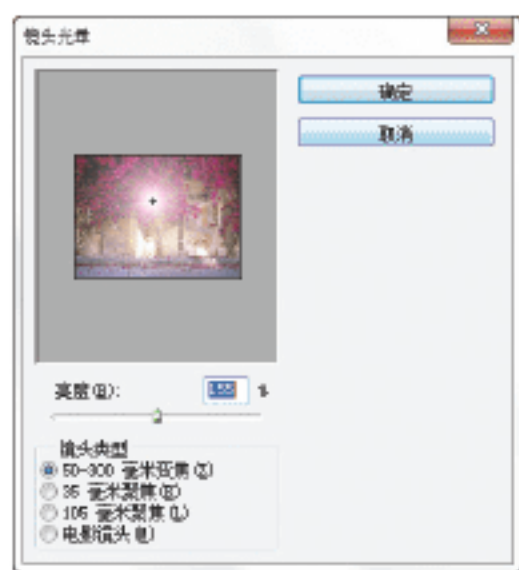 镜头光晕
确定
取消
亮度(B):
155 %
镜头类型
50-300 毫米变焦(Z)
35 毫米聚焦(K)
105 毫米聚焦(L)
电影镜头(M)